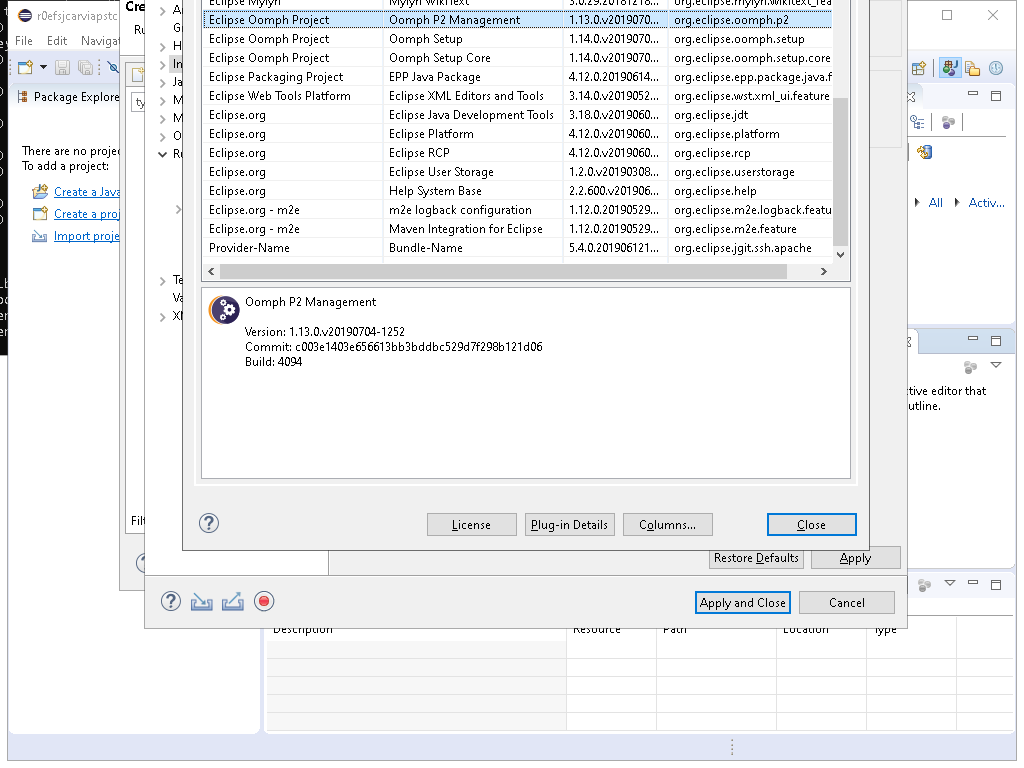 r0efsjcarviapstc
File Edit Navigat
Package Explore
There are no projec
To add a project:
Create a Java
Create a proj
Import proje
Cre
Ru
ty
Filt
Eclipse Mylyn Mylyn WikiText 3.0.29.20181218... org.eclipse.mylyn.wikitext_fea
Eclipse Oomph Project Oomph P2 Management 1.13.0.v2019070... org.eclipse.oomph.p2
Eclipse Oomph Project Oomph Setup 1.14.0.v2019070... org.eclipse.oomph.setup
Eclipse Oomph Project Oomph Setup Core 1.14.0.v2019070... org.eclipse.oomph.setup.core
Eclipse Packaging Project EPP Java Package 4.12.0.20190614... org.eclipse.epp.package.java.f
Eclipse Web Tools Platform Eclipse XML Editors and Tools 3.14.0.v2019052... org.eclipse.wst.xml_ui.feature
Eclipse.org Eclipse Java Development Tools 3.18.0.v2019060... org.eclipse.jdt
Eclipse.org Eclipse Platform 4.12.0.v2019060... org.eclipse.platform
Eclipse.org Eclipse RCP 4.12.0.v2019060... org.eclipse.rcp
Eclipse.org Eclipse User Storage 1.2.0.v20190308... org.eclipse.userstorage
Eclipse.org Help System Base 2.2.600.v201906... org.eclipse.help
Eclipse.org - m2e m2e logback configuration 1.12.0.20190529... org.eclipse.m2e.logback.featu
Eclipse.org - m2e Maven Integration for Eclipse 1.12.0.20190529... org.eclipse.m2e.feature
Provider-Name Bundle-Name 5.4.0.201906121... org.eclipse.jgit.ssh.apache
Oomph P2 Management
Version: 1.13.0.v20190704-1252
Commit: c003e1403e656613bb3bddbc529d7f298b121d06
Build: 4094
License Plug-in Details Columns... Close
Restore Defaults Apply
Apply and Close Cancel
All Activ...
ctive editor that
utline.
Description Resource Path Location Type